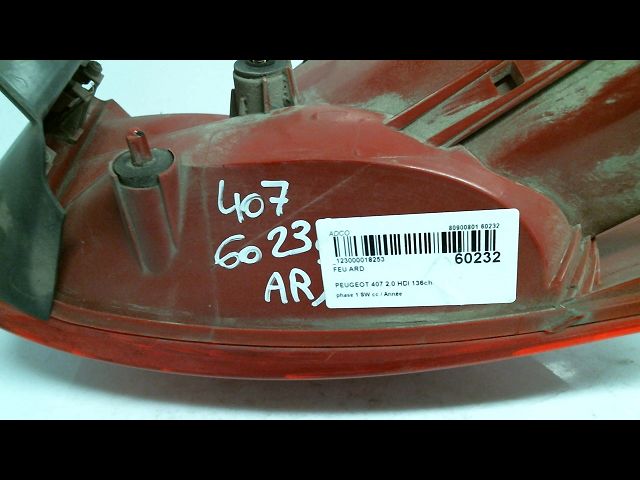 407
6023
AR
ADCO
80900801 60232
123000018253
60232
FEU ARD
PEUGEOT 407 2.0 HDI 136ch
phase 1 SW cc / Année